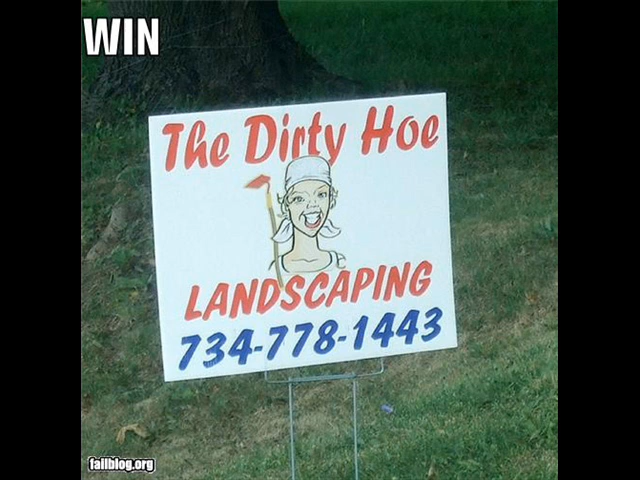 WIN
The Dirty Hoe
LANDSCAPING
734-778-1443
failblog.org